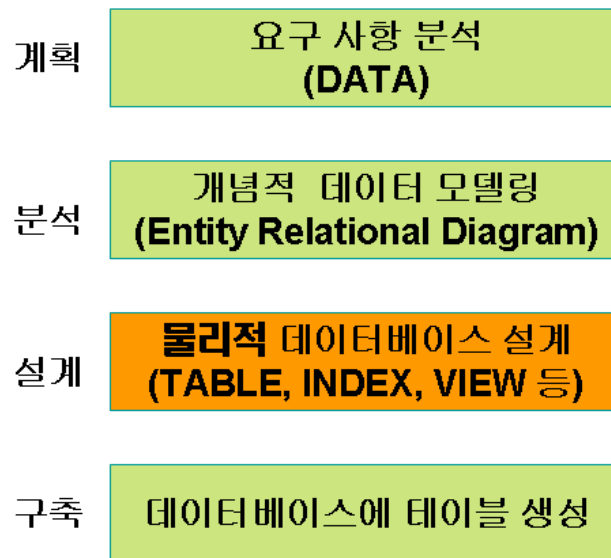 계획
요구 사항 분석
(DATA)
분석
개념적 데이터 모델링
(Entity Relational Diagram)
설계
물리적 데이터베이스 설계
(TABLE, INDEX, VIEW 등)
구축
데이터베이스에 테이블 생성